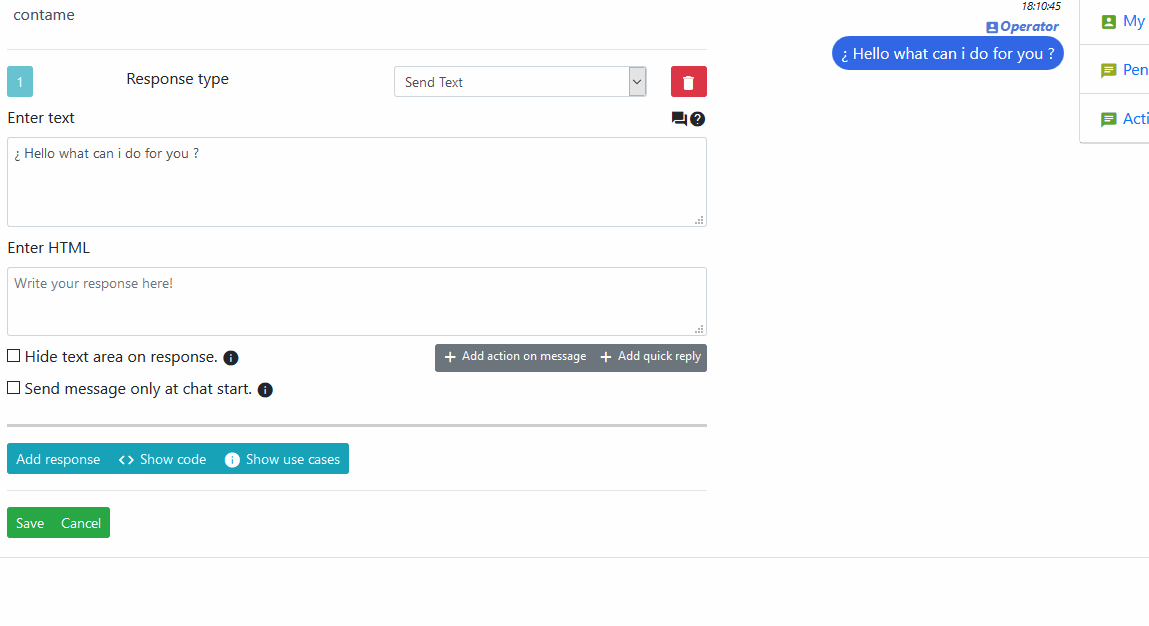 contame
18:10:45
Operator
¿ Hello what can i do for you ?
My
Pen
Acti
1
Response type
Send Text
Enter text
¿ Hello what can i do for you ?
Enter HTML
Write your response here!
Hide text area on response.
Add action on message
Add quick reply
Send message only at chat start.
Add response
Show code
Show use cases
Save
Cancel